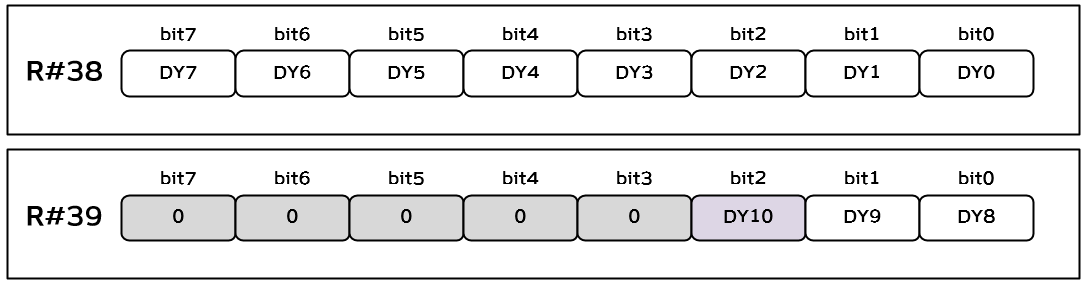 bit7 bit6 bit5 bit4 bit3 bit2 bit1 bit0
R#38 DY7 DY6 DY5 DY4 DY3 DY2 DY1 DY0
bit7 bit6 bit5 bit4 bit3 bit2 bit1 bit0
R#39 0 0 0 0 0 DY10 DY9 DY8